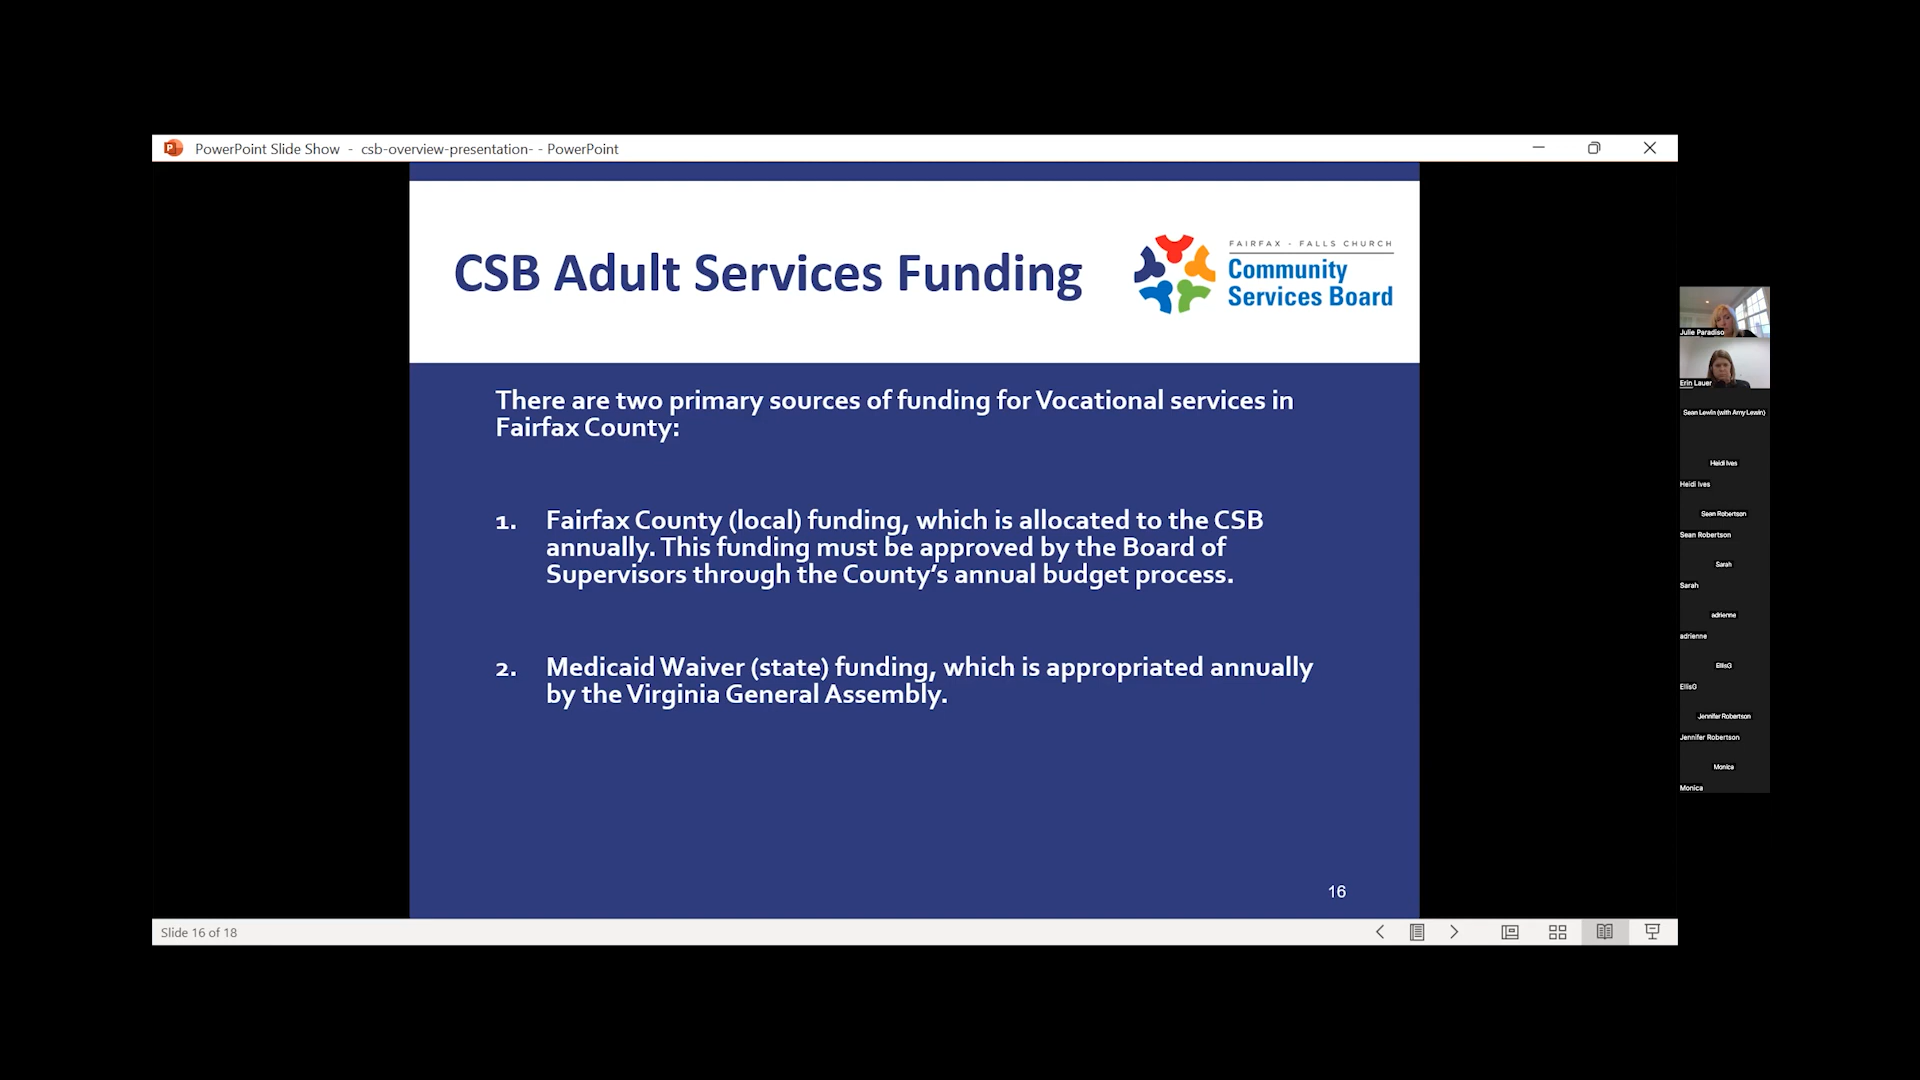 PowerPoint Slide Show - csb-overview-presentation- - PowerPoint
CSB Adult Services Funding
FAIRFAX - FALLS CHURCH
Community
Services Board
There are two primary sources of funding for Vocational services in
Fairfax County:
1. Fairfax County (local) funding, which is allocated to the CSB
annually. This funding must be approved by the Board of
Supervisors through the County's annual budget process.
2. Medicaid Waiver (state) funding, which is appropriated annually
by the Virginia General Assembly.
16
Slide 16 of 18
Julie Paradiso
Erin Lauer
Sean Lewin (with Amy Lewin)
Heidi Ives
Heidi Ives
Sean Robertson
Sean Robertson
Sarah
Sarah
adrienne
adrienne
EllisG
EllisG
Jennifer Robertson
Jennifer Robertson
Monica
Monica